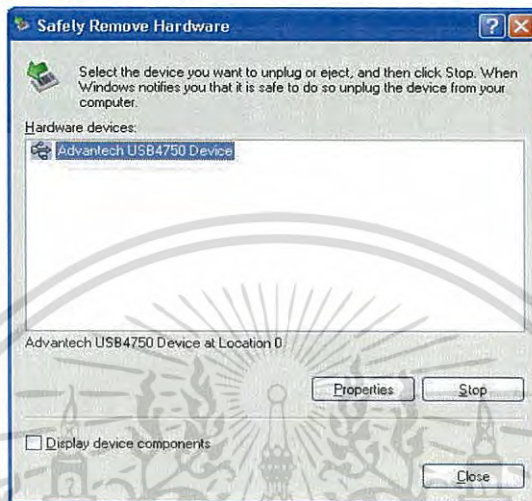 Safely Remove Hardware
Select the device you want to unplug or eject, and then click Stop. When
Windows notifies you that it is safe to do so unplug the device from your
computer.
Hardware devices:
Advantech USB4750 Device
Advantech USB4750 Device at Location 0
Properties
Stop
Display device components
Close